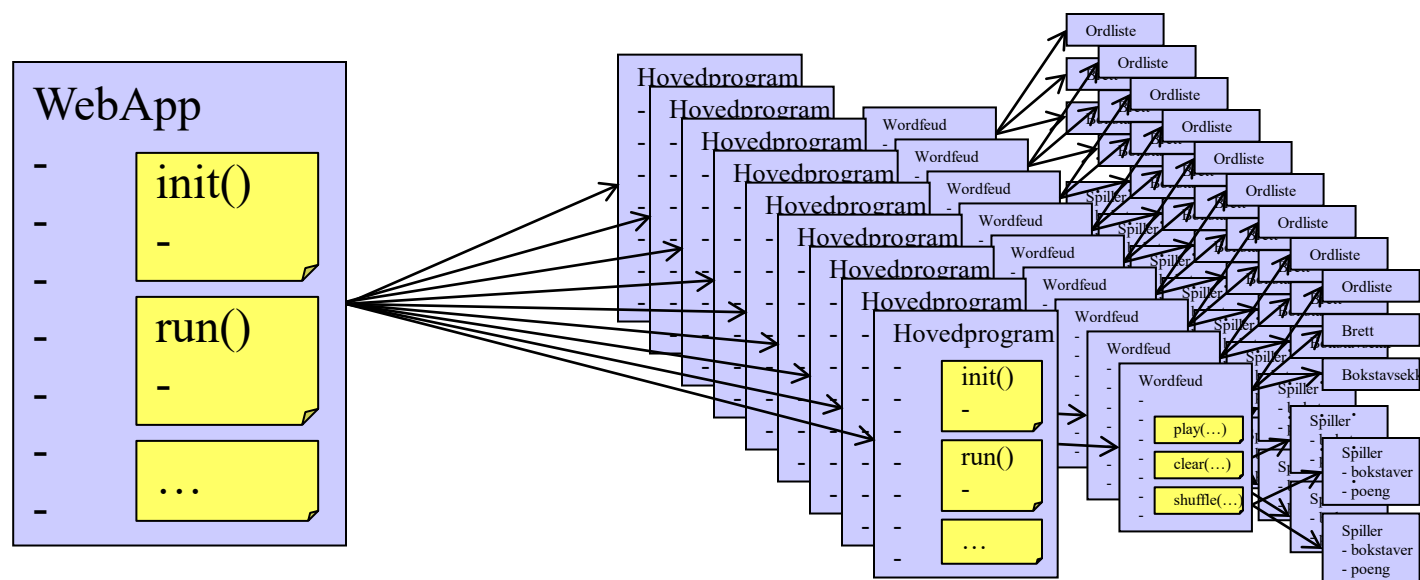 WebApp
-
init()
-
-
-
run()
-
-
-
…
-
-
Hovedprogram
Hovedprogram
Hovedprogram
Hovedprogram
Hovedprogram
Hovedprogram
Hovedprogram
Hovedprogram
Hovedprogram
init()
-
run()
-
…
Wordfeud
Wordfeud
Wordfeud
Wordfeud
Wordfeud
Wordfeud
Wordfeud
Wordfeud
Wordfeud
play(…)
clear(…)
shuffle(…)
Ordliste
Ordliste
Ordliste
Ordliste
Ordliste
Ordliste
Ordliste
Ordliste
Ordliste
Brett
Bokstavsekk
Spiller
Spiller
Spiller
Spiller
Spiller
Spiller
Spiller
Spiller
Spiller
- bokstaver
- poeng
Spiller
- bokstaver
- poeng